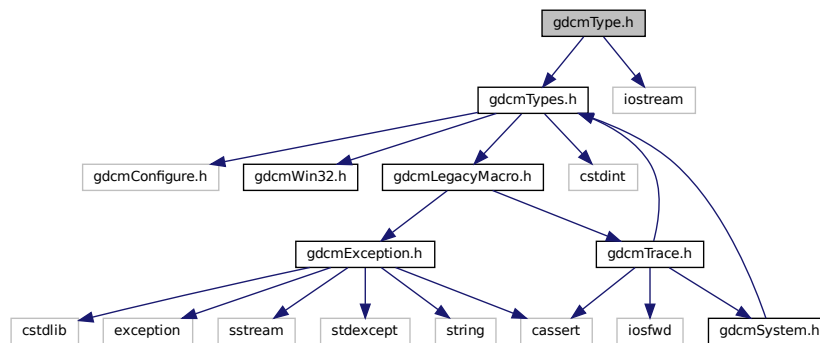 gdcmType.h
gdcmTypes.h
iostream
gdcmConfigure.h
gdcmWin32.h
gdcmLegacyMacro.h
cstdint
gdcmException.h
gdcmTrace.h
cstdlib
exception
sstream
stdexcept
string
cassert
iosfwd
gdcmSystem.h